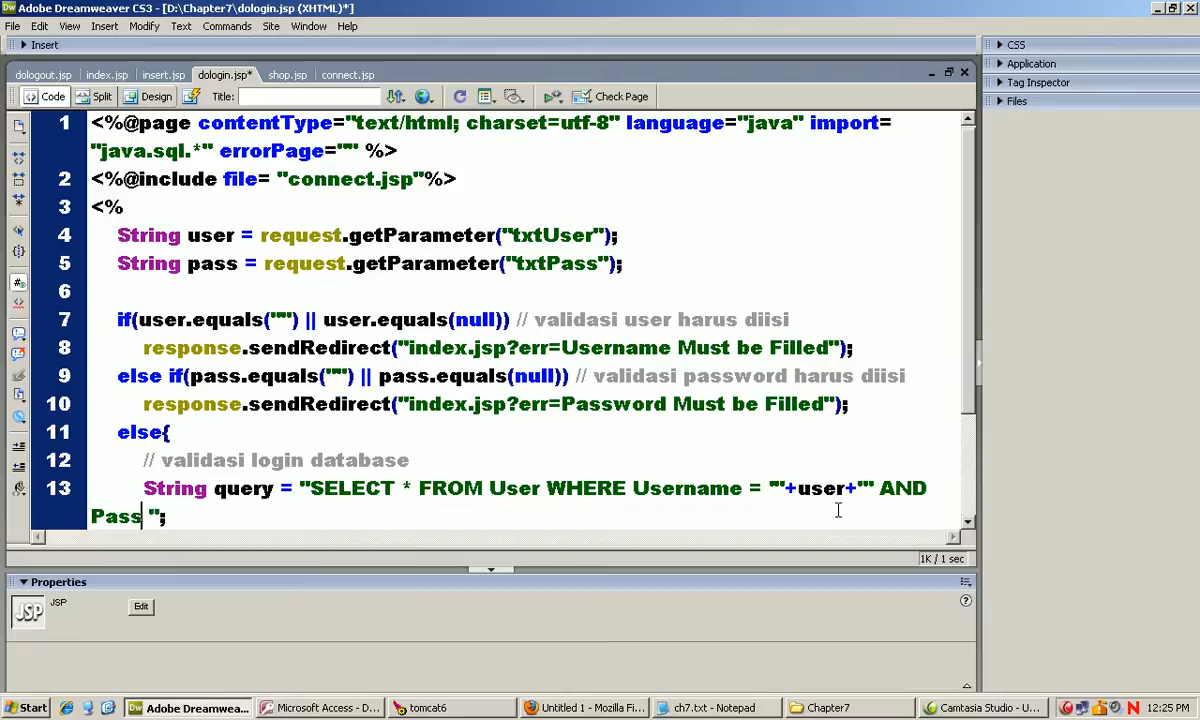 Adobe Dreamweaver CS3 - [D:\Chapter7\dologin.jsp (XHTML)*]
File Edit View Insert Modify Text Commands Site Window Help
Insert
CSS
Application
Tag Inspector
Files
dologout.jsp index.jsp insert.jsp dologin.jsp* shop.jsp connect.jsp
Code Split Design Title: Check Page
1 <%@page contentType="text/html; charset=utf-8" language="java" import=
"java.sql.*" errorPage="" %>
2 <%@include file= "connect.jsp"%>
3 <%
4 String user = request.getParameter("txtUser");
5 String pass = request.getParameter("txtPass");
6
7 if(user.equals("") || user.equals(null)) // validasi user harus diisi
8 response.sendRedirect("index.jsp?err=Username Must be Filled");
9 else if(pass.equals("") || pass.equals(null)) // validasi password harus diisi
10 response.sendRedirect("index.jsp?err=Password Must be Filled");
11 else{
12 // validasi login database
13 String query = "SELECT * FROM User WHERE Username = '"+user+"' AND
Pass ";
1K / 1 sec
Properties
JSP JSP Edit
Start Adobe Dreamwea... Microsoft Access - D... tomcat6 Untitled 1 - Mozilla Fi... ch7.txt - Notepad Chapter7 Camtasia Studio - U... 12:25 PM